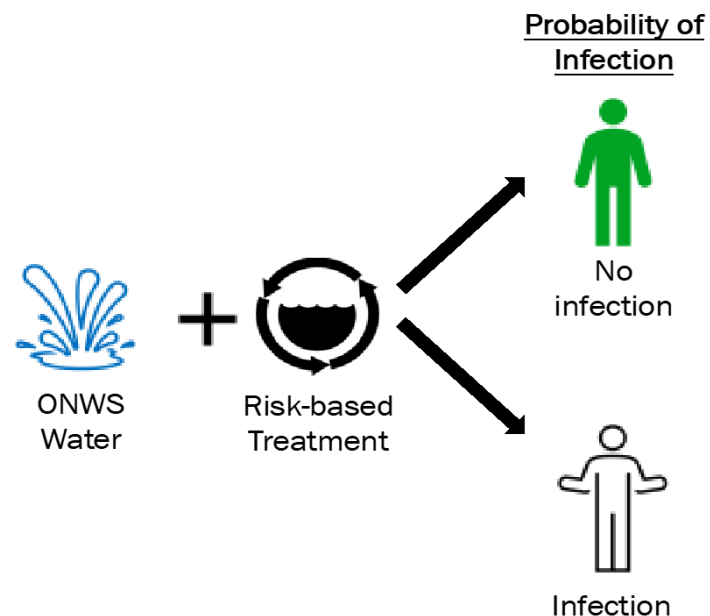 Probability of
Infection
No
infection
ONWS
Water
Risk-based
Treatment
Infection